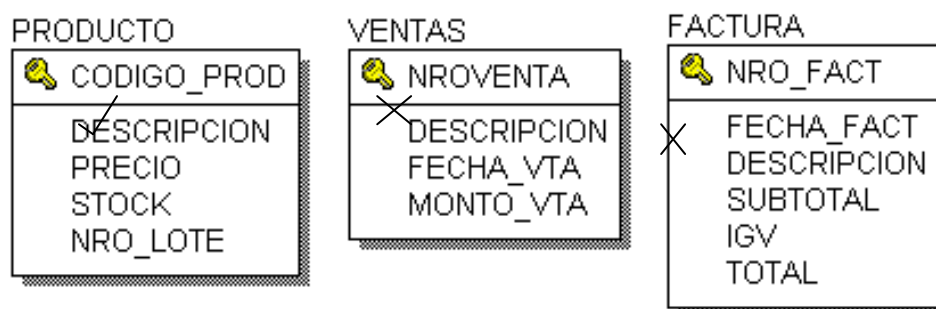 PRODUCTO
CODIGO_PROD
DESCRIPCION
PRECIO
STOCK
NRO_LOTE
VENTAS
NROVENTA
DESCRIPCION
FECHA_VTA
MONTO_VTA
FACTURA
NRO_FACT
FECHA_FACT
DESCRIPCION
SUBTOTAL
IGV
TOTAL